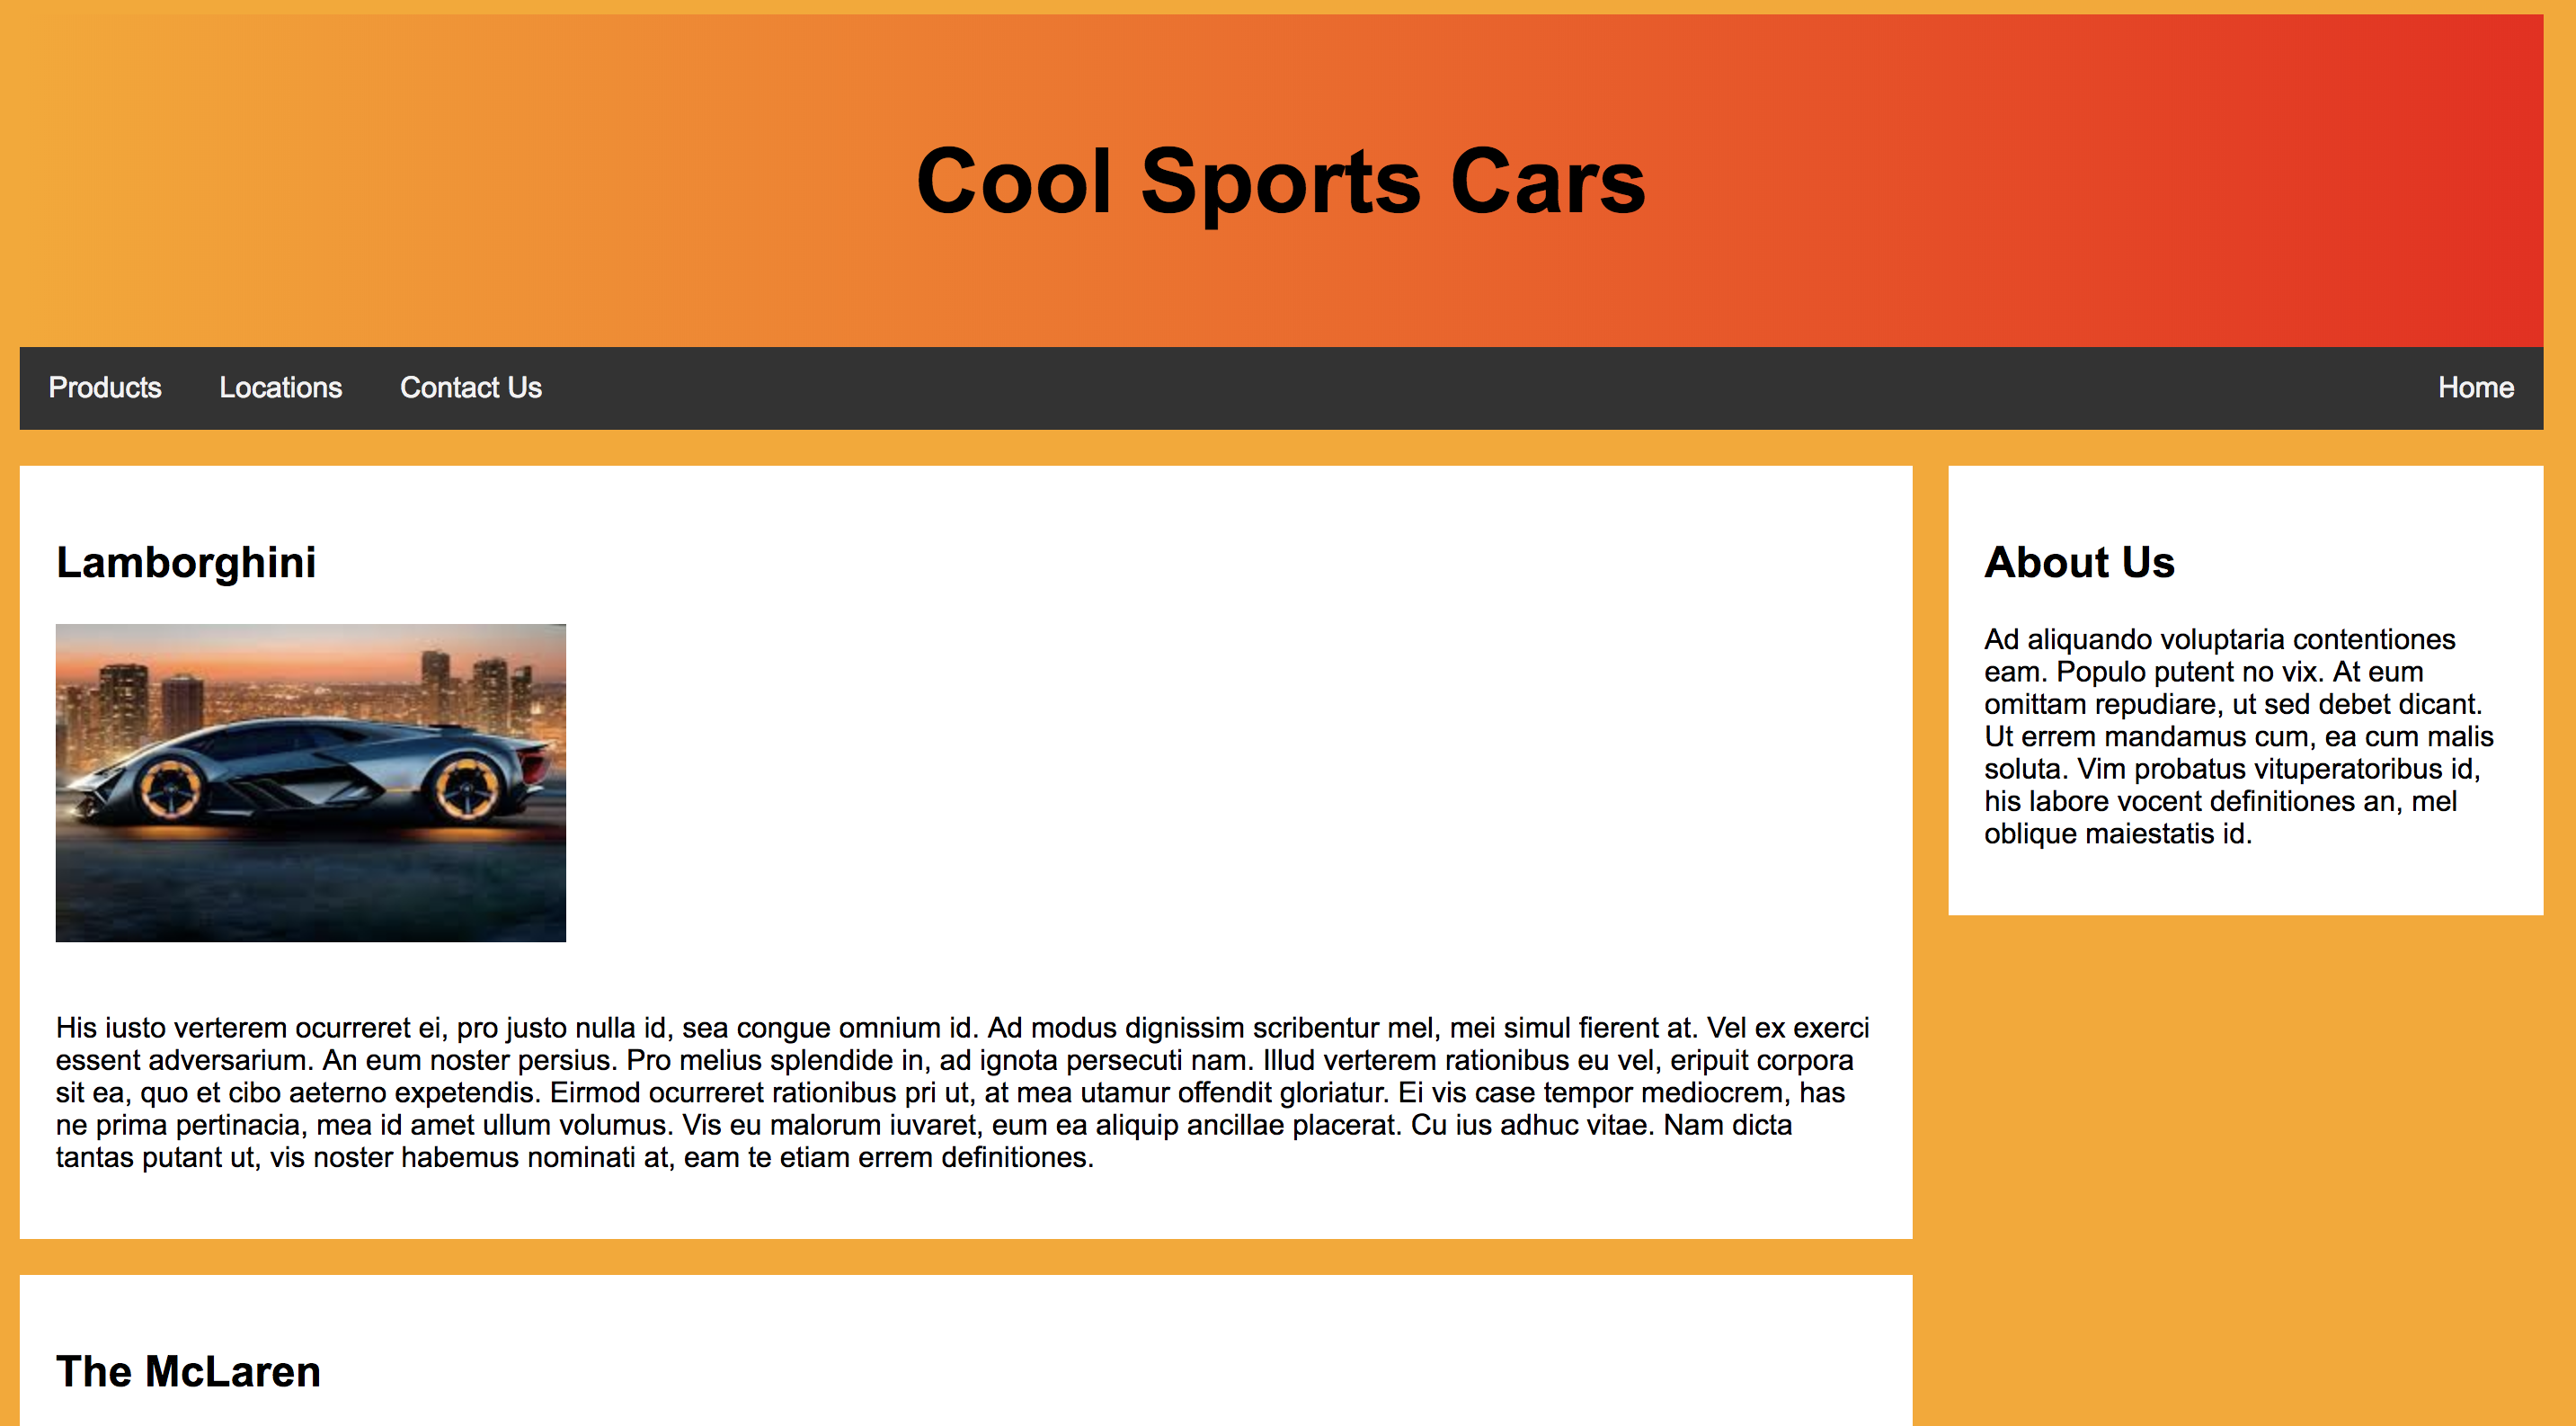 Cool Sports Cars
Products Locations Contact Us Home
Lamborghini
His iusto verterem ocurreret ei, pro justo nulla id, sea congue omnium id. Ad modus dignissim scribentur mel, mei simul fierent at. Vel ex exerci
essent adversarium. An eum noster persius. Pro melius splendide in, ad ignota persecuti nam. Illud verterem rationibus eu vel, eripuit corpora
sit ea, quo et cibo aeterno expetendis. Eirmod ocurreret rationibus pri ut, at mea utamur offendit gloriatur. Ei vis case tempor mediocrem, has
ne prima pertinacia, mea id amet ullum volumus. Vis eu malorum iuvaret, eum ea aliquip ancillae placerat. Cu ius adhuc vitae. Nam dicta
tantas putant ut, vis noster habemus nominati at, eam te etiam errem definitiones.
The McLaren
About Us
Ad aliquando voluptaria contentiones
eam. Populo putent no vix. At eum
omittam repudiare, ut sed debet dicant.
Ut errem mandamus cum, ea cum malis
soluta. Vim probatus vituperatoribus id,
his labore vocent definitiones an, mel
oblique maiestatis id.